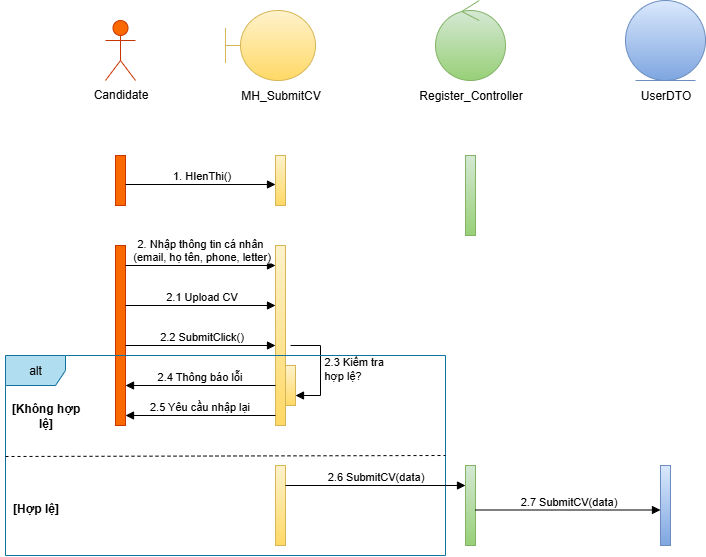 Candidate
MH_SubmitCV
Register_Controller
UserDTO
1. HIenThi()
2. Nhập thông tin cá nhân
(email, họ tên, phone, letter)
2.1 Upload CV
2.2 SubmitClick()
2.3 Kiểm tra
hợp lệ?
alt
2.4 Thông báo lỗi
[Không hợp
lệ]
2.5 Yêu cầu nhập lại
2.6 SubmitCV(data)
2.7 SubmitCV(data)
[Hợp lệ]